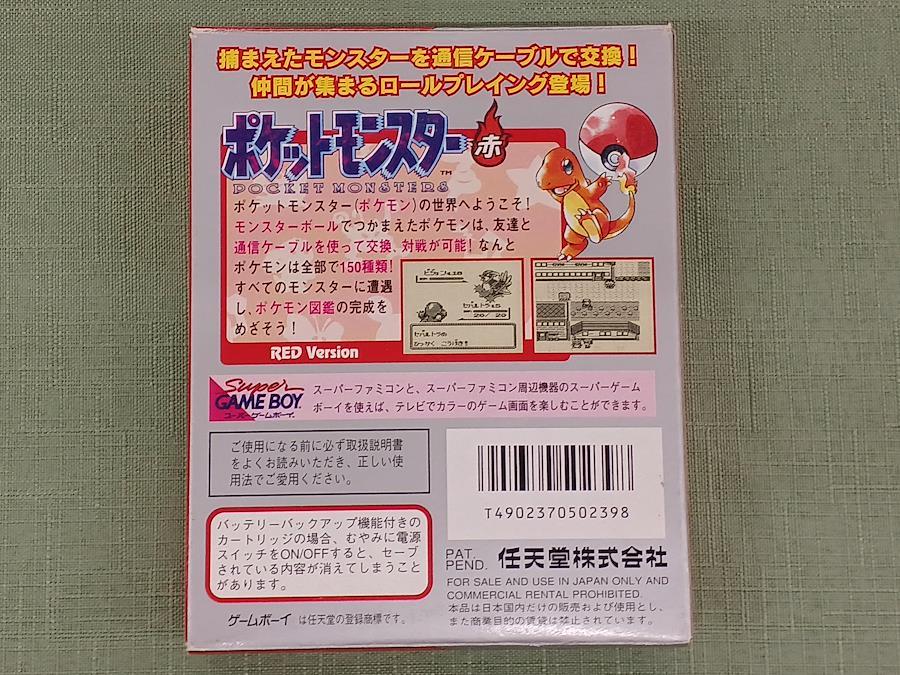 捕まえたモンスターを通信ケーブルで交換!
仲間が集まるロールプレイング登場!
ポケットモンスター 赤
TM
POCKET MONSTERS
ポケットモンスター(ポケモン)の世界へようこそ!
モンスターボールでつかまえたポケモンは、友達と
通信ケーブルを使って交換、対戦が可能!なんと
ポケモンは全部で150種類!
すべてのモンスターに遭遇
し、ポケモン図鑑の完成を
めざそう!
RED Version
20/20
ひっかく こうげき!
Super
GAME BOY
スーパーゲームボーイ
スーパーファミコンと、スーパーファミコン周辺機器のスーパーゲーム
ボーイを使えば、テレビでカラーのゲーム画面を楽しむことができます。
ご使用になる前に必ず取扱説明書
をよくお読みいただき、正しい使
用法でご愛用ください。
T4902370502398
バッテリーバックアップ機能付きの
カートリッジの場合、むやみに電源
スイッチをON/OFFすると、セーブ
されている内容が消えてしまうこと
があります。
PAT.
PEND.
任天堂株式会社
FOR SALE AND USE IN JAPAN ONLY AND
COMMERCIAL RENTAL PROHIBITED.
本品は日本国内だけの販売および使用とし、
また商業目的の賃貸は禁止されています。
ゲームボーイ は任天堂の登録商標です。